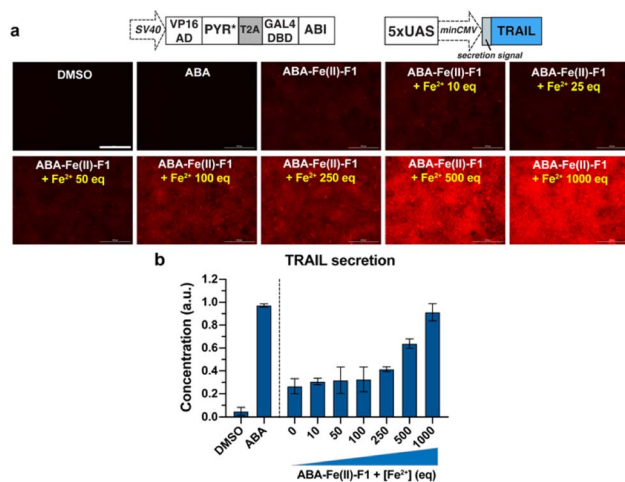 a
SV40
VP16 AD
PYR*
T2A
GAL4 DBD
ABI
5xUAS
minCMV
TRAIL
secretion signal
DMSO
ABA
ABA-Fe(II)-F1
ABA-Fe(II)-F1
+ Fe²⁺ 10 eq
ABA-Fe(II)-F1
+ Fe²⁺ 25 eq
ABA-Fe(II)-F1
+ Fe²⁺ 50 eq
ABA-Fe(II)-F1
+ Fe²⁺ 100 eq
ABA-Fe(II)-F1
+ Fe²⁺ 250 eq
ABA-Fe(II)-F1
+ Fe²⁺ 500 eq
ABA-Fe(II)-F1
+ Fe²⁺ 1000 eq
b
TRAIL secretion
Concentration (a.u.)
1.2
1.0
0.8
0.6
0.4
0.2
0.0
DMSO
ABA
0
10
50
100
250
500
1000
ABA-Fe(II)-F1 + [Fe²⁺] (eq)